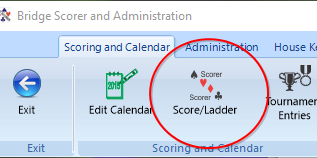 Bridge Scorer and Administration
Scoring and Calendar Administration House Ke
2015
Scorer
Scorer
Exit Edit Calendar Score/Ladder Tournamen
Entries
Exit Scoring and Calendar